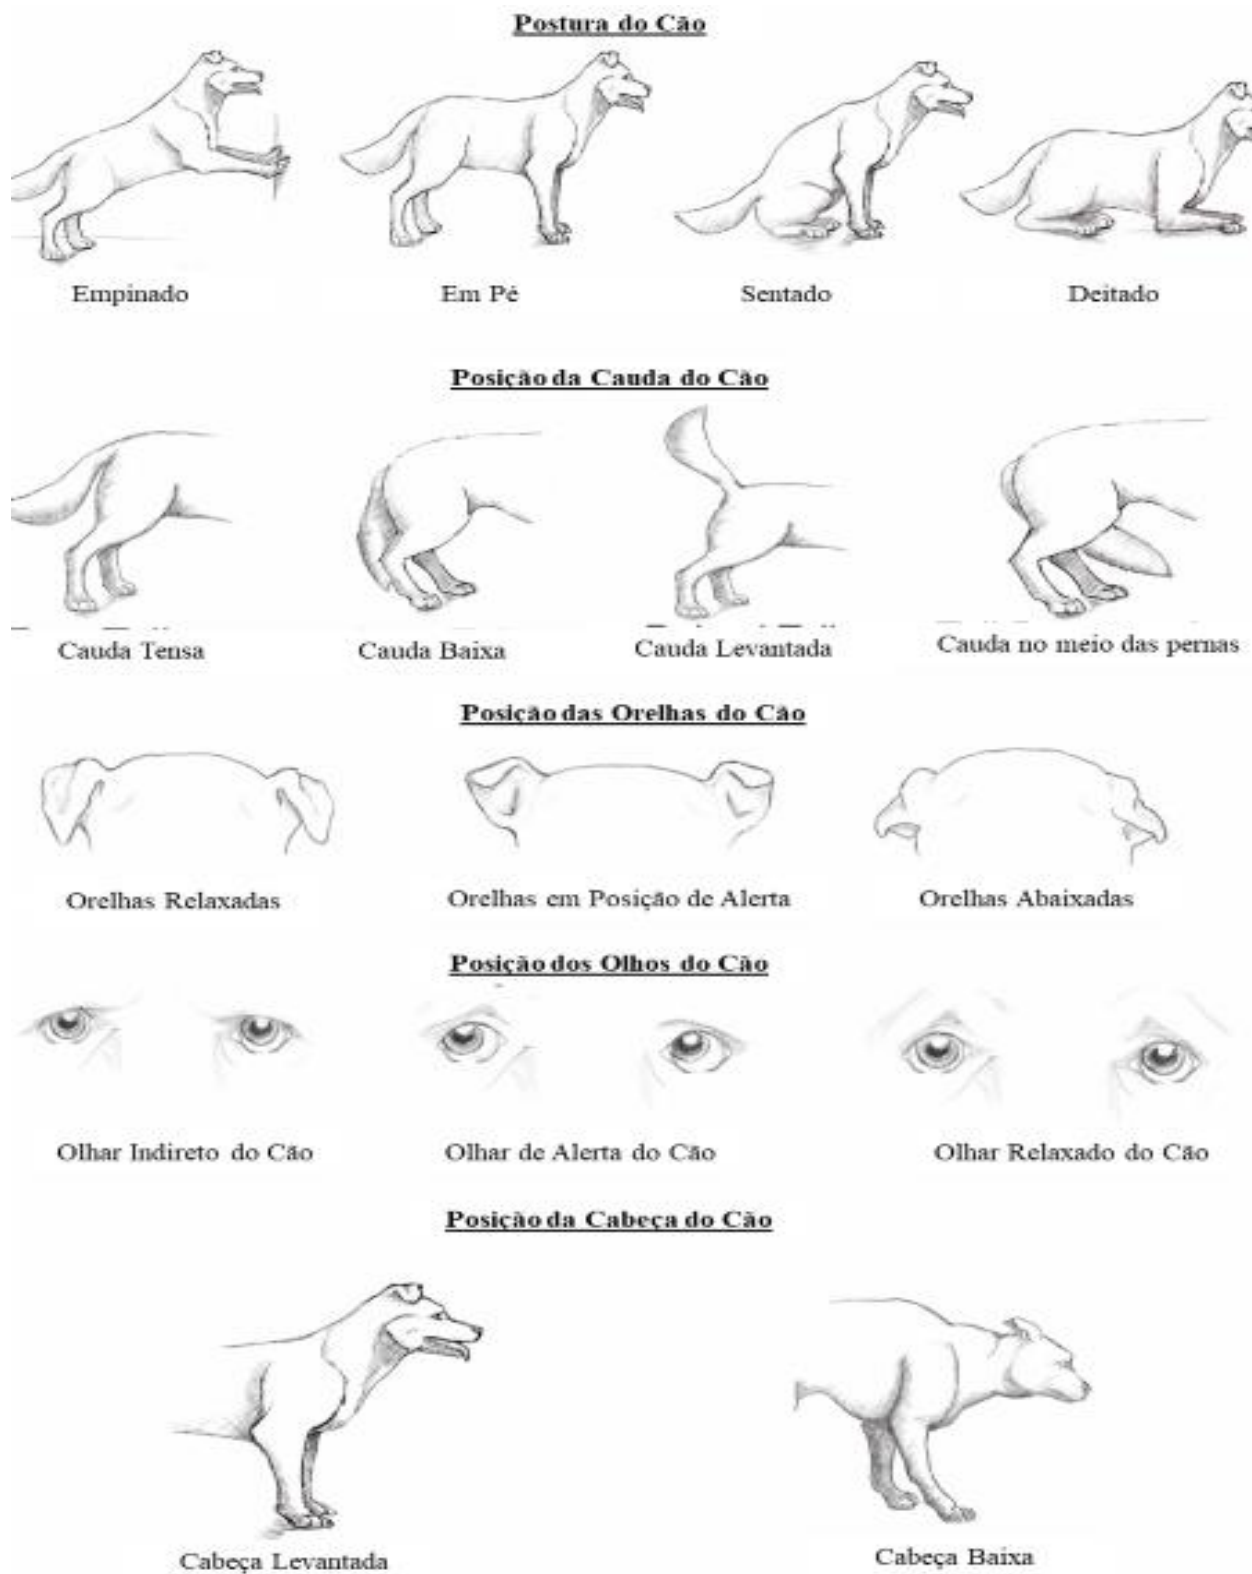 Postura do Cão
Empinado
Em Pé
Sentado
Deitado
Posição da Cauda do Cão
Cauda Tensa
Cauda Baixa
Cauda Levantada
Cauda no meio das pernas
Posição das Orelhas do Cão
Orelhas Relaxadas
Orelhas em Posição de Alerta
Orelhas Abaixadas
Posição dos Olhos do Cão
Olhar Indireto do Cão
Olhar de Alerta do Cão
Olhar Relaxado do Cão
Posição da Cabeça do Cão
Cabeça Levantada
Cabeça Baixa